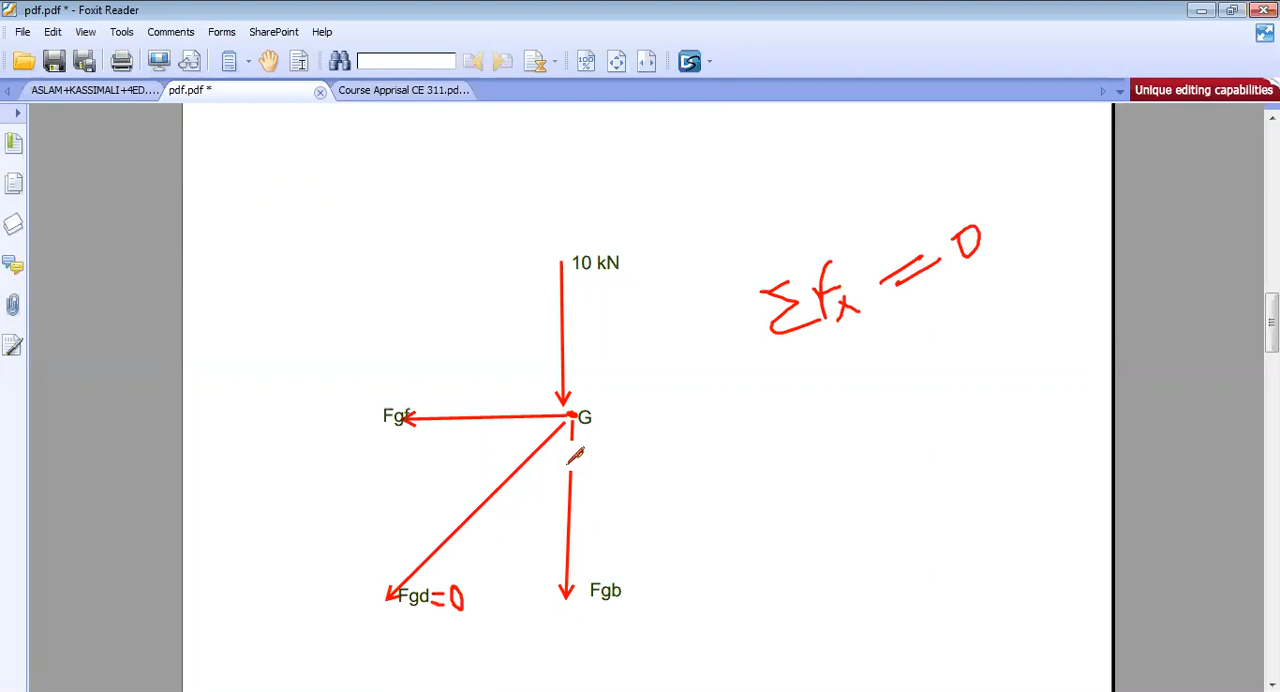 pdf.pdf * - Foxit Reader
File Edit View Tools Comments Forms SharePoint Help
ASLAM+KASSIMALI+4ED.... pdf.pdf * Course Apprisal CE 311.pd... Unique editing capabilities
10 kN
ΣFx = 0
Fgf G
Fgd=0 Fgb